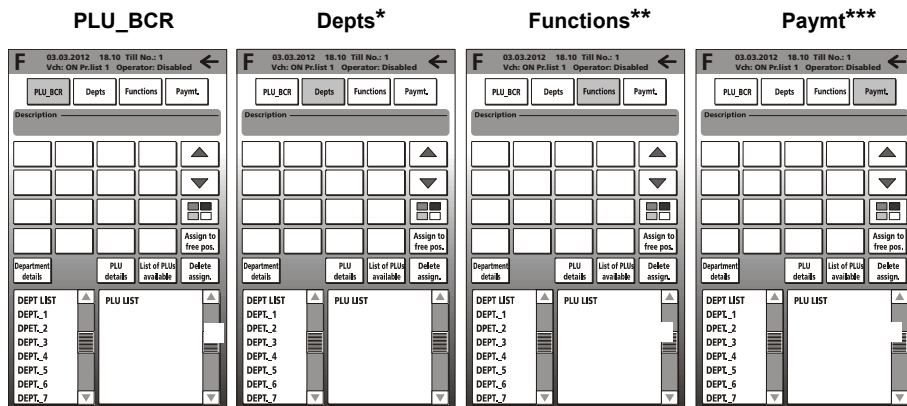 PLU_BCR
F 03.03.2012 18.10 Till No.: 1
Vch: ON Pr.list 1 Operator: Disabled
PLU_BCR Depts Functions Paymt.
Description
Assign to
free pos.
Department
details
PLU
details
List of PLUs
available
Delete
assign.
DEPT LIST
DEPT._1
DPET._2
DEPT._3
DEPT._4
DEPT._5
DEPT._6
DEPT._7
PLU LIST
Depts*
F 03.03.2012 18.10 Till No.: 1
Vch: ON Pr.list 1 Operator: Disabled
PLU_BCR Depts Functions Paymt.
Description
Assign to
free pos.
Department
details
PLU
details
List of PLUs
available
Delete
assign.
DEPT LIST
DEPT._1
DPET._2
DEPT._3
DEPT._4
DEPT._5
DEPT._6
DEPT._7
PLU LIST
Functions**
F 03.03.2012 18.10 Till No.: 1
Vch: ON Pr.list 1 Operator: Disabled
PLU_BCR Depts Functions Paymt.
Description
Assign to
free pos.
Department
details
PLU
details
List of PLUs
available
Delete
assign.
DEPT LIST
DEPT._1
DPET._2
DEPT._3
DEPT._4
DEPT._5
DEPT._6
DEPT._7
PLU LIST
Paymt***
F 03.03.2012 18.10 Till No.: 1
Vch: ON Pr.list 1 Operator: Disabled
PLU_BCR Depts Functions Paymt.
Description
Assign to
free pos.
Department
details
PLU
details
List of PLUs
available
Delete
assign.
DEPT LIST
DEPT._1
DPET._2
DEPT._3
DEPT._4
DEPT._5
DEPT._6
DEPT._7
PLU LIST